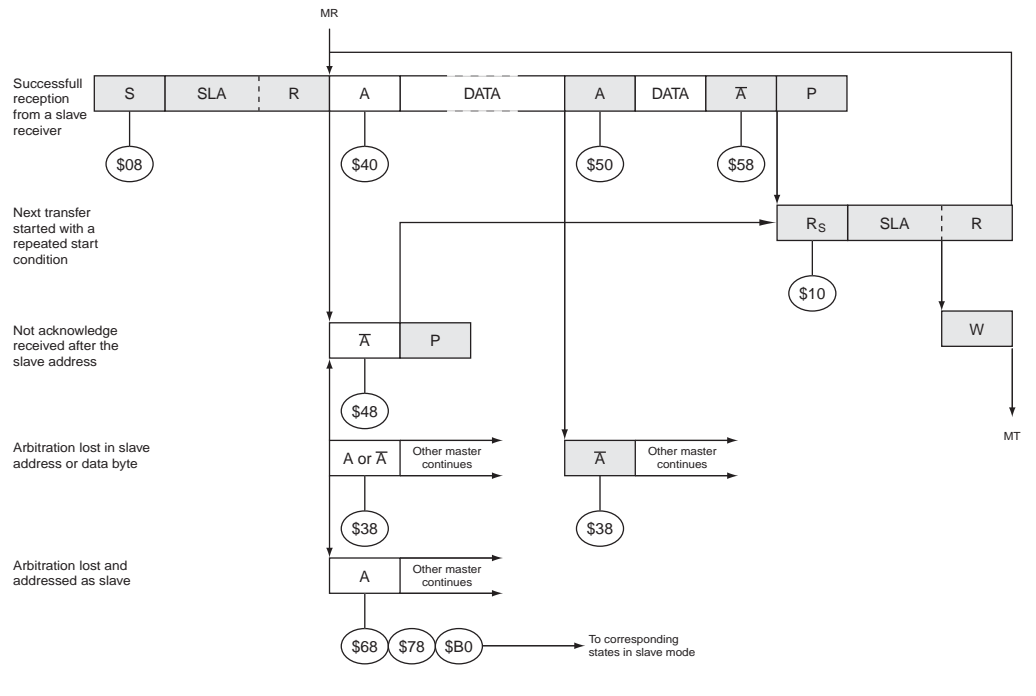 MR
Successfull
reception
from a slave
receiver
S SLA R A DATA A DATA A̅ P
$08 $40 $50 $58
Next transfer
started with a
repeated start
condition
RS SLA R
$10
Not acknowledge
received after the
slave address
A̅ P
W
$48
MT
Arbitration lost in slave
address or data byte
A or A̅
Other master
continues
A̅
Other master
continues
$38 $38
Arbitration lost and
addressed as slave
A
Other master
continues
$68 $78 $B0
To corresponding
states in slave mode